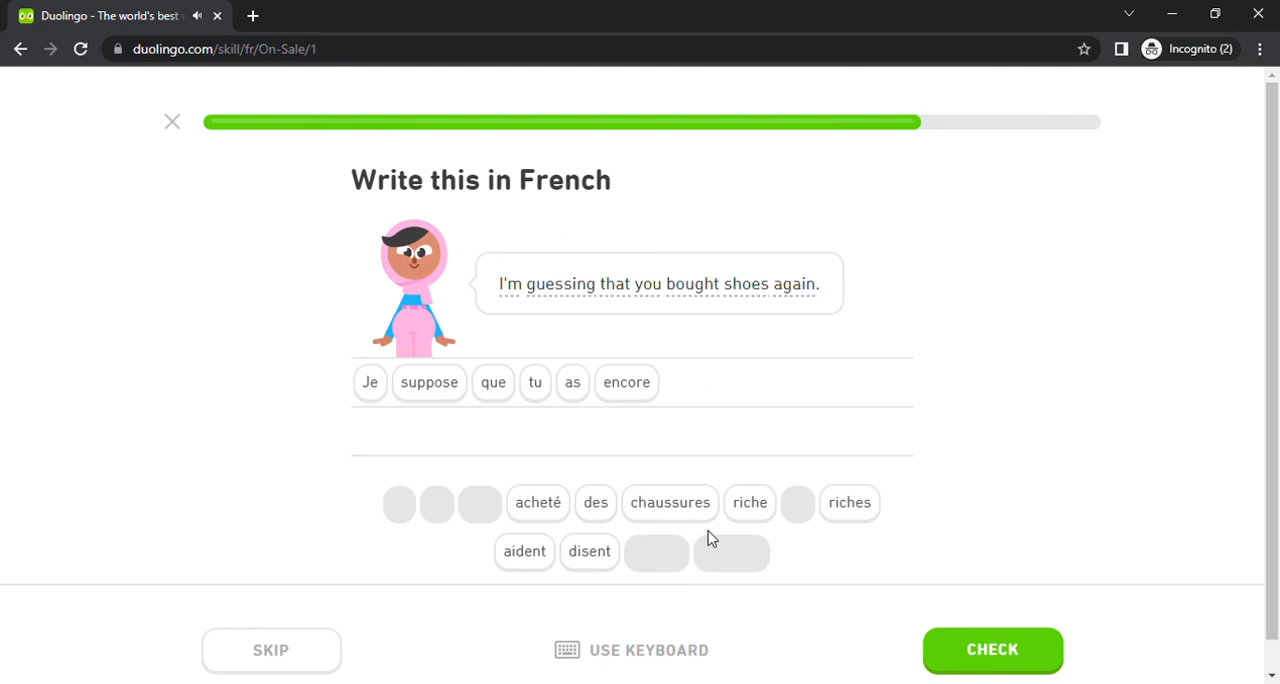 Duolingo - The world's best
duolingo.com/skill/fr/On-Sale/1
Incognito (2)
Write this in French
I'm guessing that you bought shoes again.
Je suppose que tu as encore
acheté des chaussures riche riches
aident disent
SKIP USE KEYBOARD CHECK